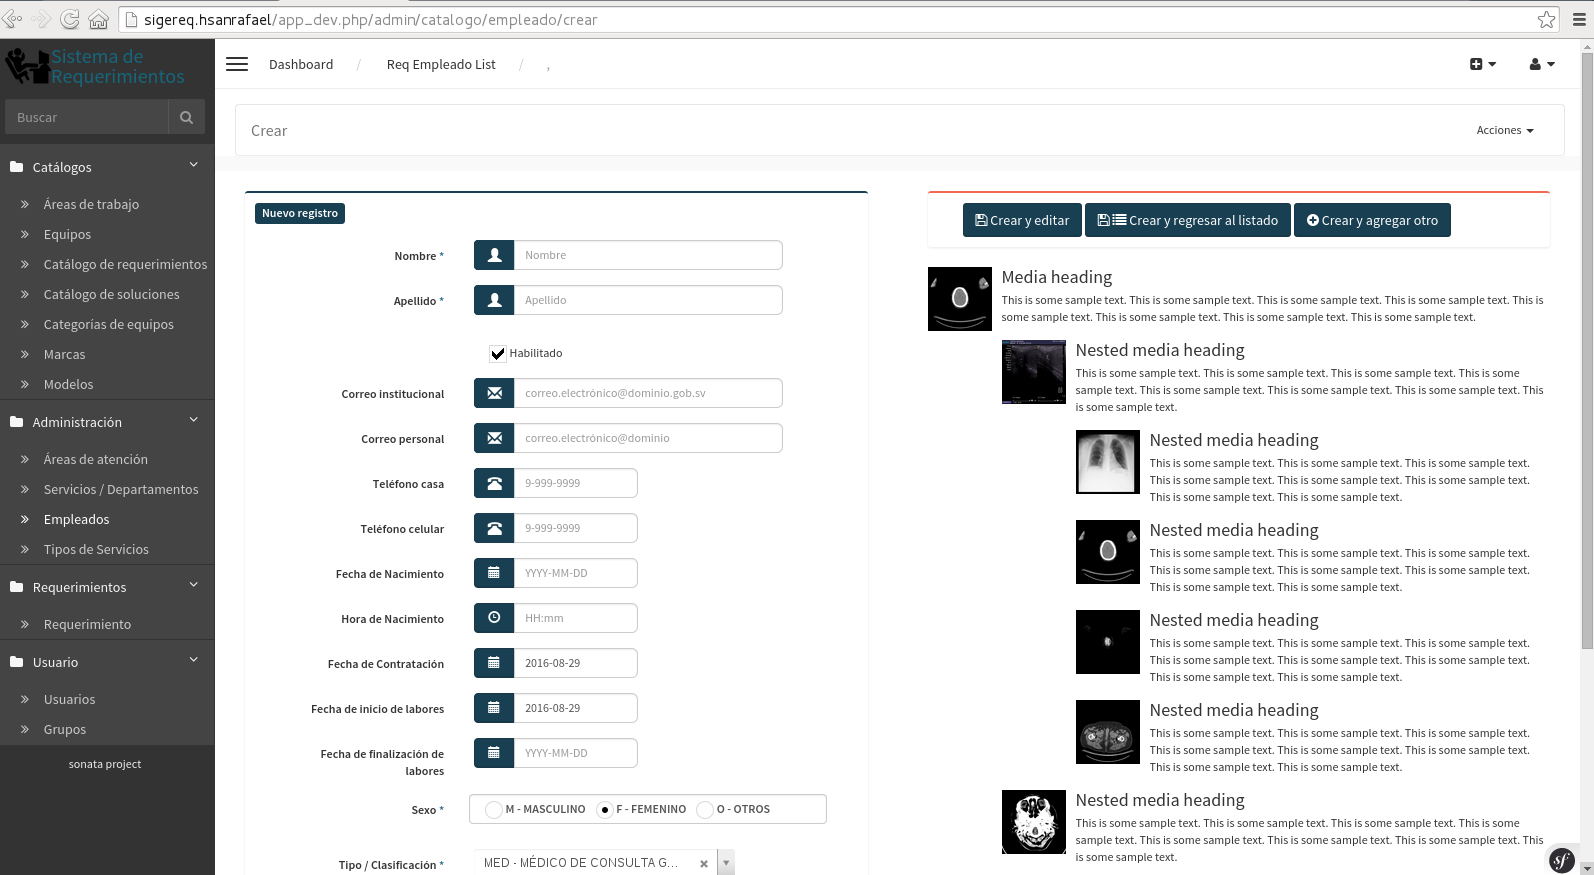 sigereq.hsanrafael/app_dev.php/admin/catalogo/empleado/crear
Sistema de
Requerimientos
Buscar
Catálogos
Áreas de trabajo
Equipos
Catálogo de requerimientos
Catálogo de soluciones
Categorías de equipos
Marcas
Modelos
Administración
Áreas de atención
Servicios / Departamentos
Empleados
Tipos de Servicios
Requerimientos
Requerimiento
Usuario
Usuarios
Grupos
sonata project
Dashboard / Req Empleado List / ,
Crear
Acciones
Nuevo registro
Nombre *
Nombre
Apellido *
Apellido
Habilitado
Correo institucional
correo.electrónico@dominio.gob.sv
Correo personal
correo.electrónico@dominio
Teléfono casa
9-999-9999
Teléfono celular
9-999-9999
Fecha de Nacimiento
YYYY-MM-DD
Hora de Nacimiento
HH:mm
Fecha de Contratación
2016-08-29
Fecha de inicio de labores
2016-08-29
Fecha de finalización de
labores
YYYY-MM-DD
Sexo *
M - MASCULINO F - FEMENINO O - OTROS
Tipo / Clasificación *
MED - MÉDICO DE CONSULTA G...
Crear y editar
Crear y regresar al listado
Crear y agregar otro
Media heading
This is some sample text. This is some sample text. This is some sample text. This is some sample text. This is
some sample text. This is some sample text. This is some sample text. This is some sample text.
Nested media heading
This is some sample text. This is some sample text. This is some sample text. This is some
sample text. This is some sample text. This is some sample text. This is some sample text. This
is some sample text.
Nested media heading
This is some sample text. This is some sample text. This is some sample text.
This is some sample text. This is some sample text. This is some sample text.
This is some sample text. This is some sample text.
Nested media heading
This is some sample text. This is some sample text. This is some sample text.
This is some sample text. This is some sample text. This is some sample text.
This is some sample text. This is some sample text.
Nested media heading
This is some sample text. This is some sample text. This is some sample text.
This is some sample text. This is some sample text. This is some sample text.
This is some sample text. This is some sample text.
Nested media heading
This is some sample text. This is some sample text. This is some sample text.
This is some sample text. This is some sample text. This is some sample text.
This is some sample text. This is some sample text.
Nested media heading
This is some sample text. This is some sample text. This is some sample text. This is some
sample text. This is some sample text. This is some sample text. This is some sample text. This
is some sample text.
sf